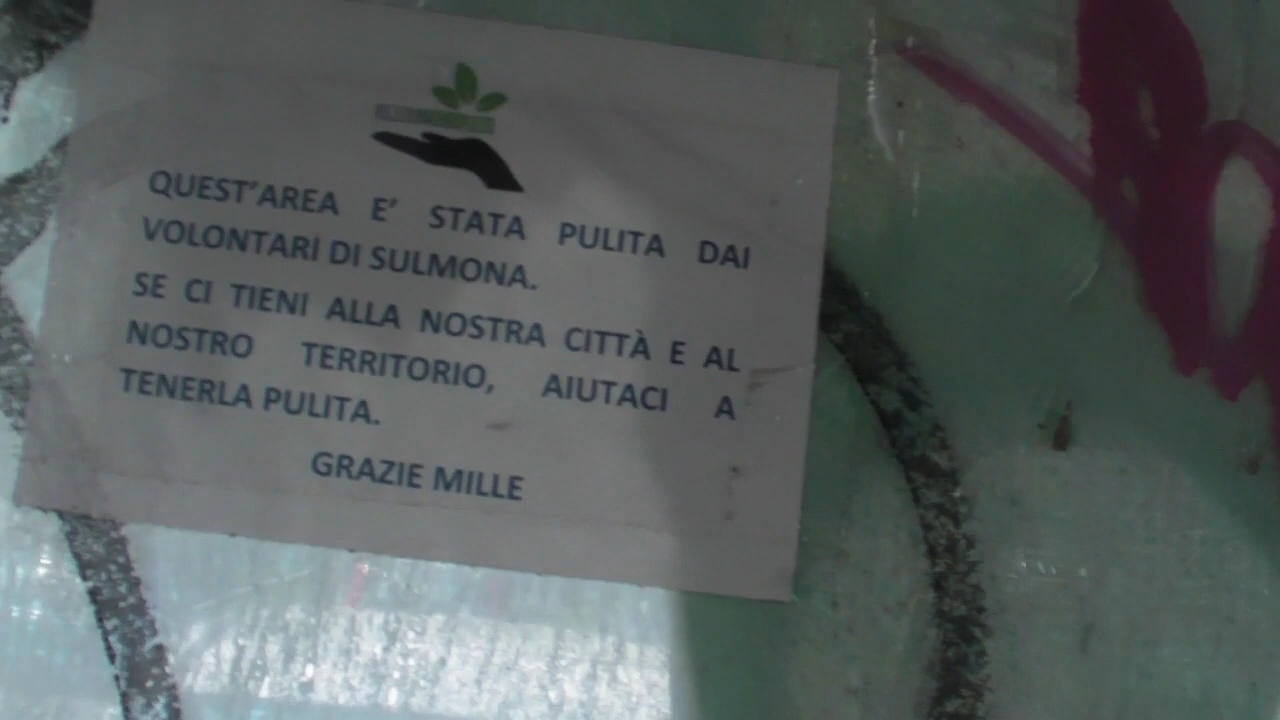 QUEST'AREA E' STATA PULITA DAI
VOLONTARI DI SULMONA.
SE CI TIENI ALLA NOSTRA CITTÀ E AL
NOSTRO TERRITORIO, AIUTACI A
TENERLA PULITA.
GRAZIE MILLE